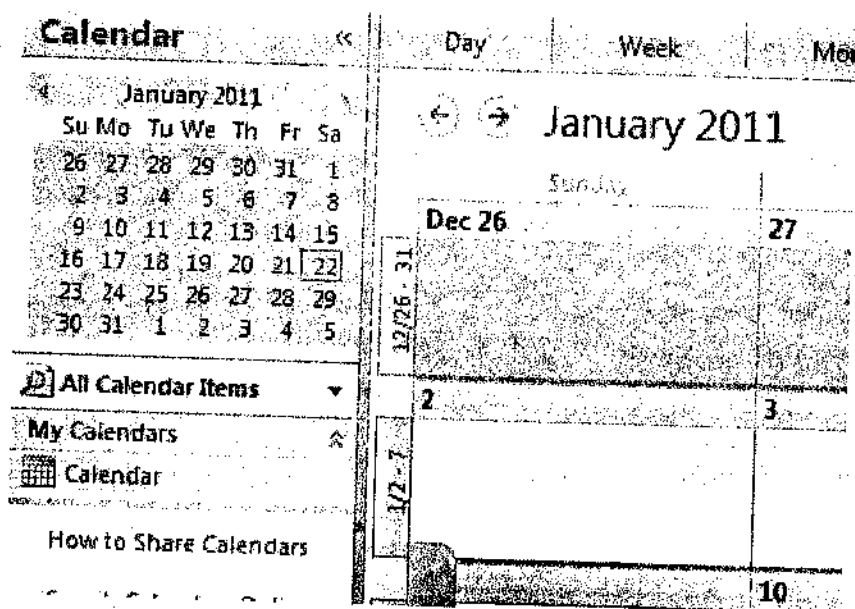 Calendar «
January 2011
Su Mo Tu We Th Fr Sa
26 27 28 29 30 31 1
2 3 4 5 6 7 8
9 10 11 12 13 14 15
16 17 18 19 20 21 22
23 24 25 26 27 28 29
30 31 1 2 3 4 5
All Calendar Items
My Calendars
Calendar
How to Share Calendars
Day Week Mo
January 2011
Sunday
Dec 26 27
12/26 - 31
2 3
1/2 - 7
10